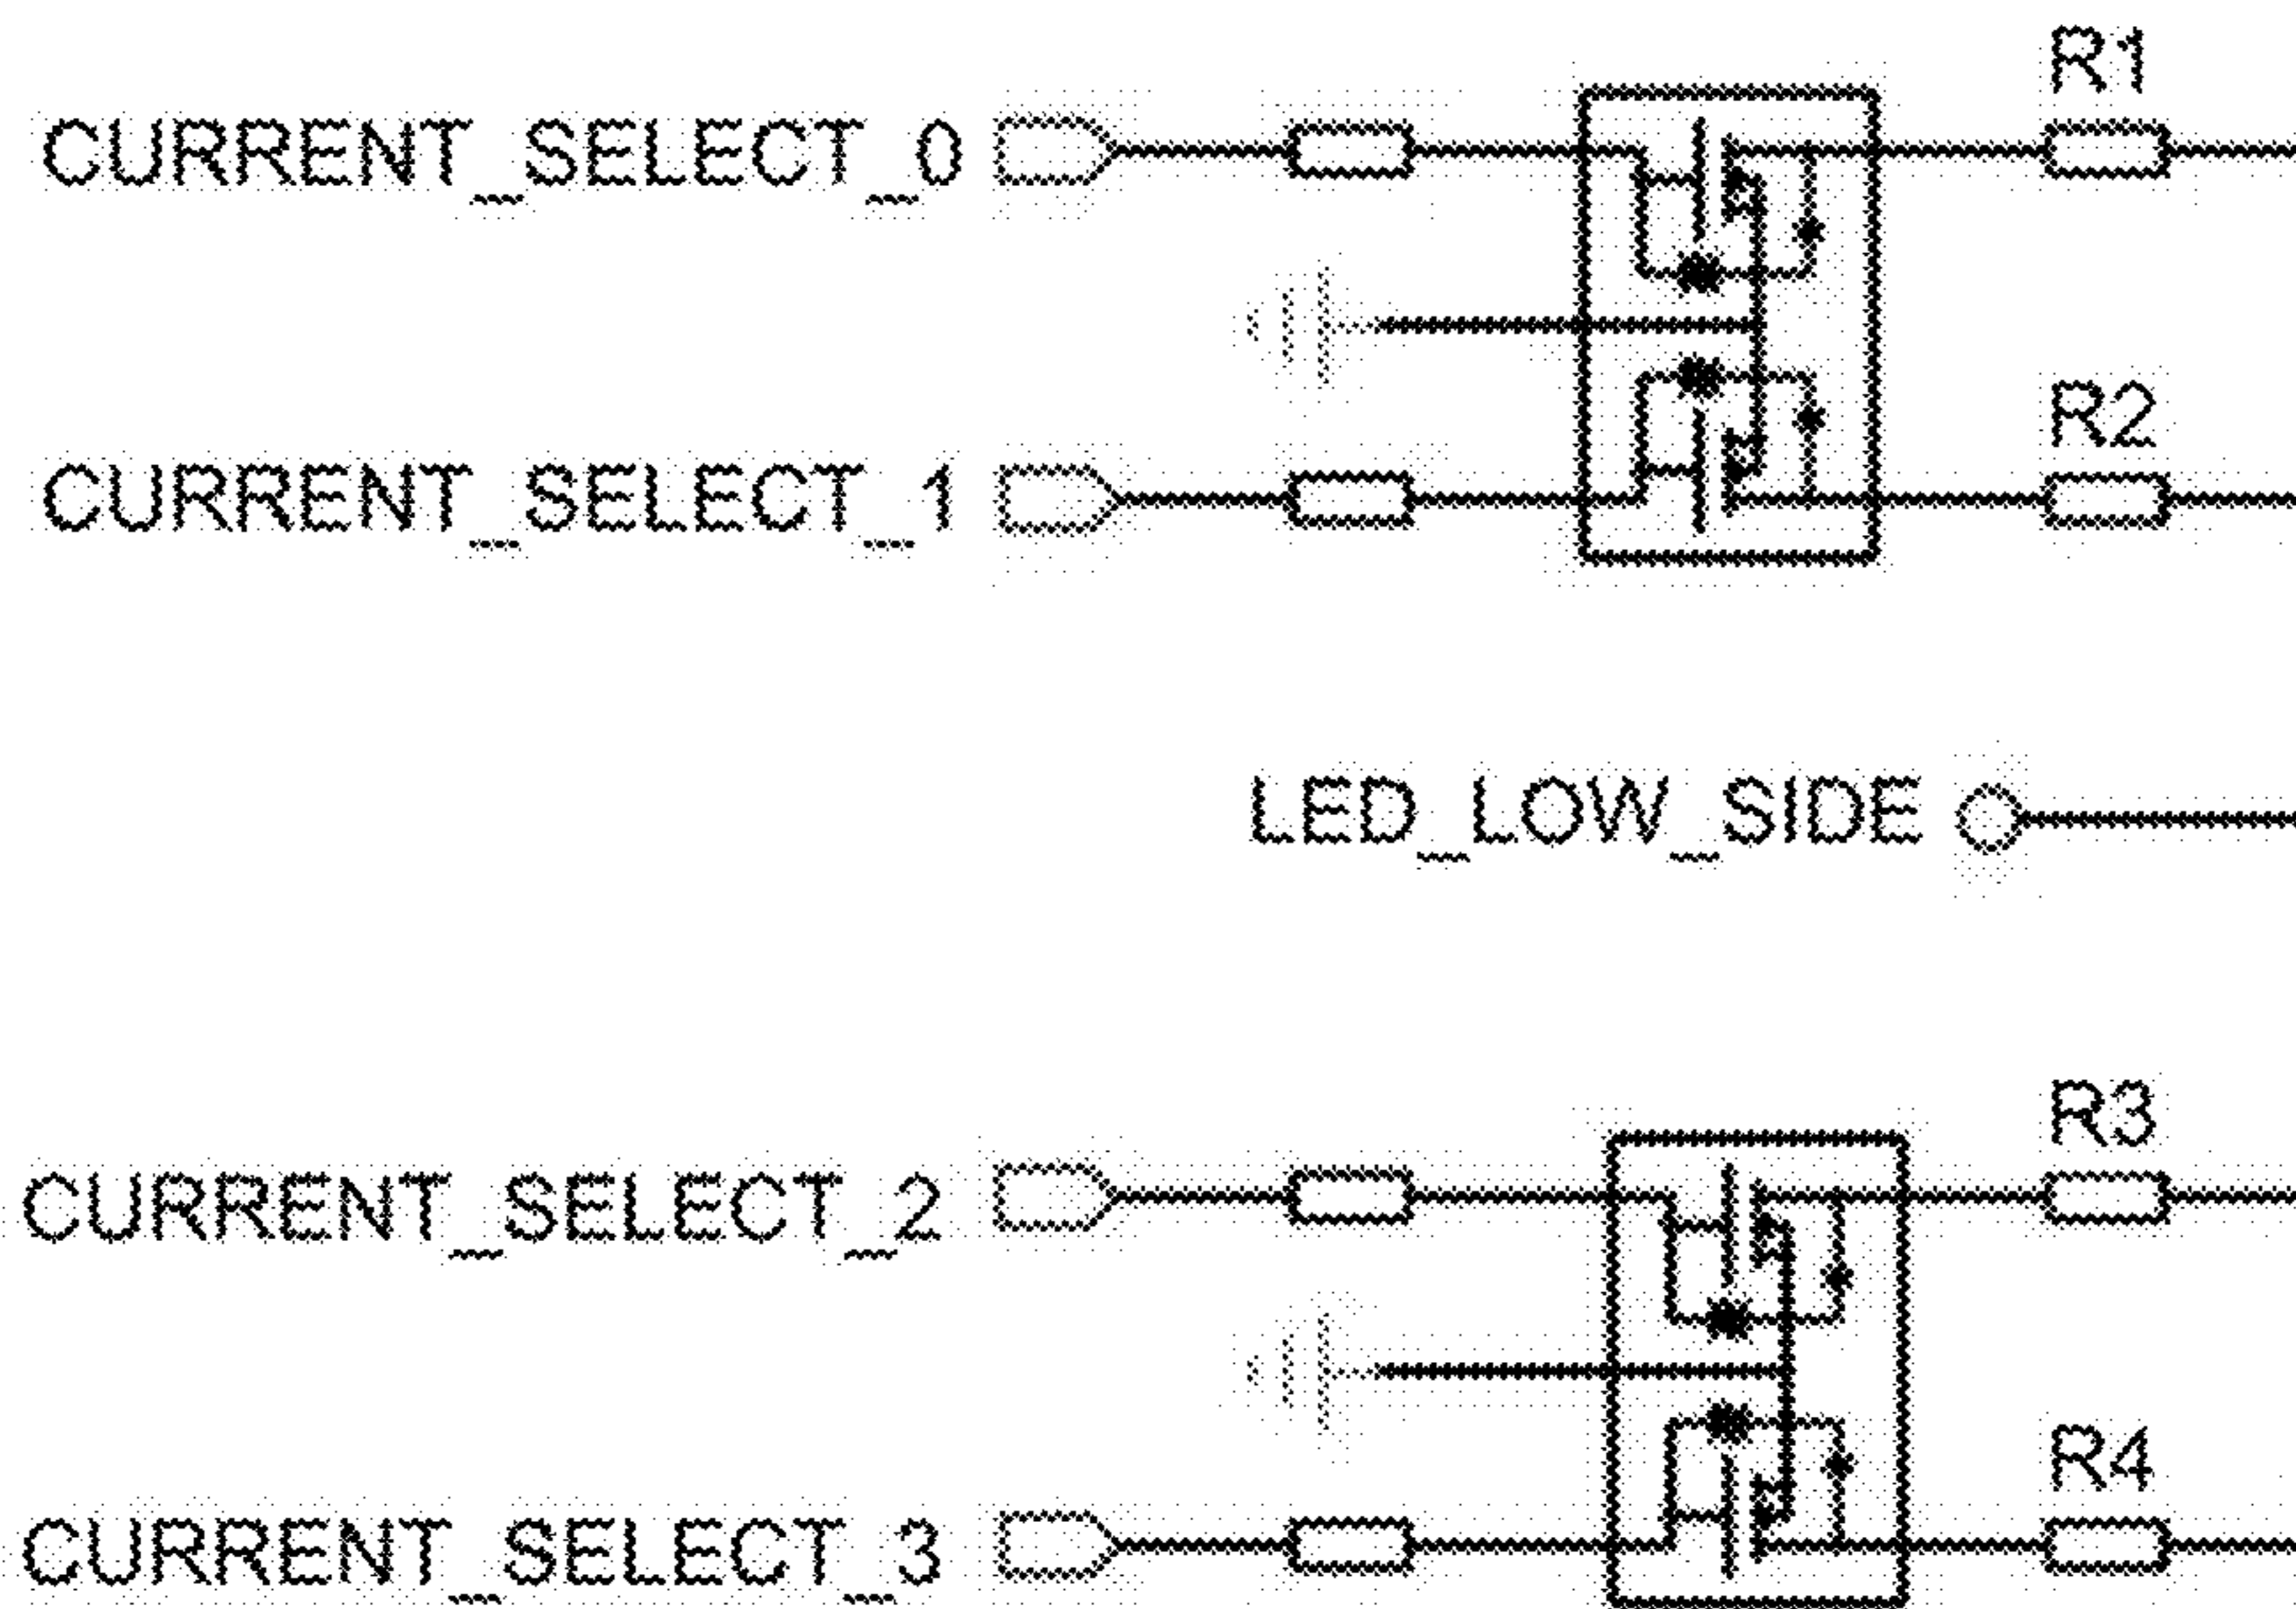 R1
CURRENT_SELECT_0
R2
CURRENT_SELECT_1
LED_LOW_SIDE
R3
CURRENT_SELECT_2
R4
CURRENT_SELECT_3